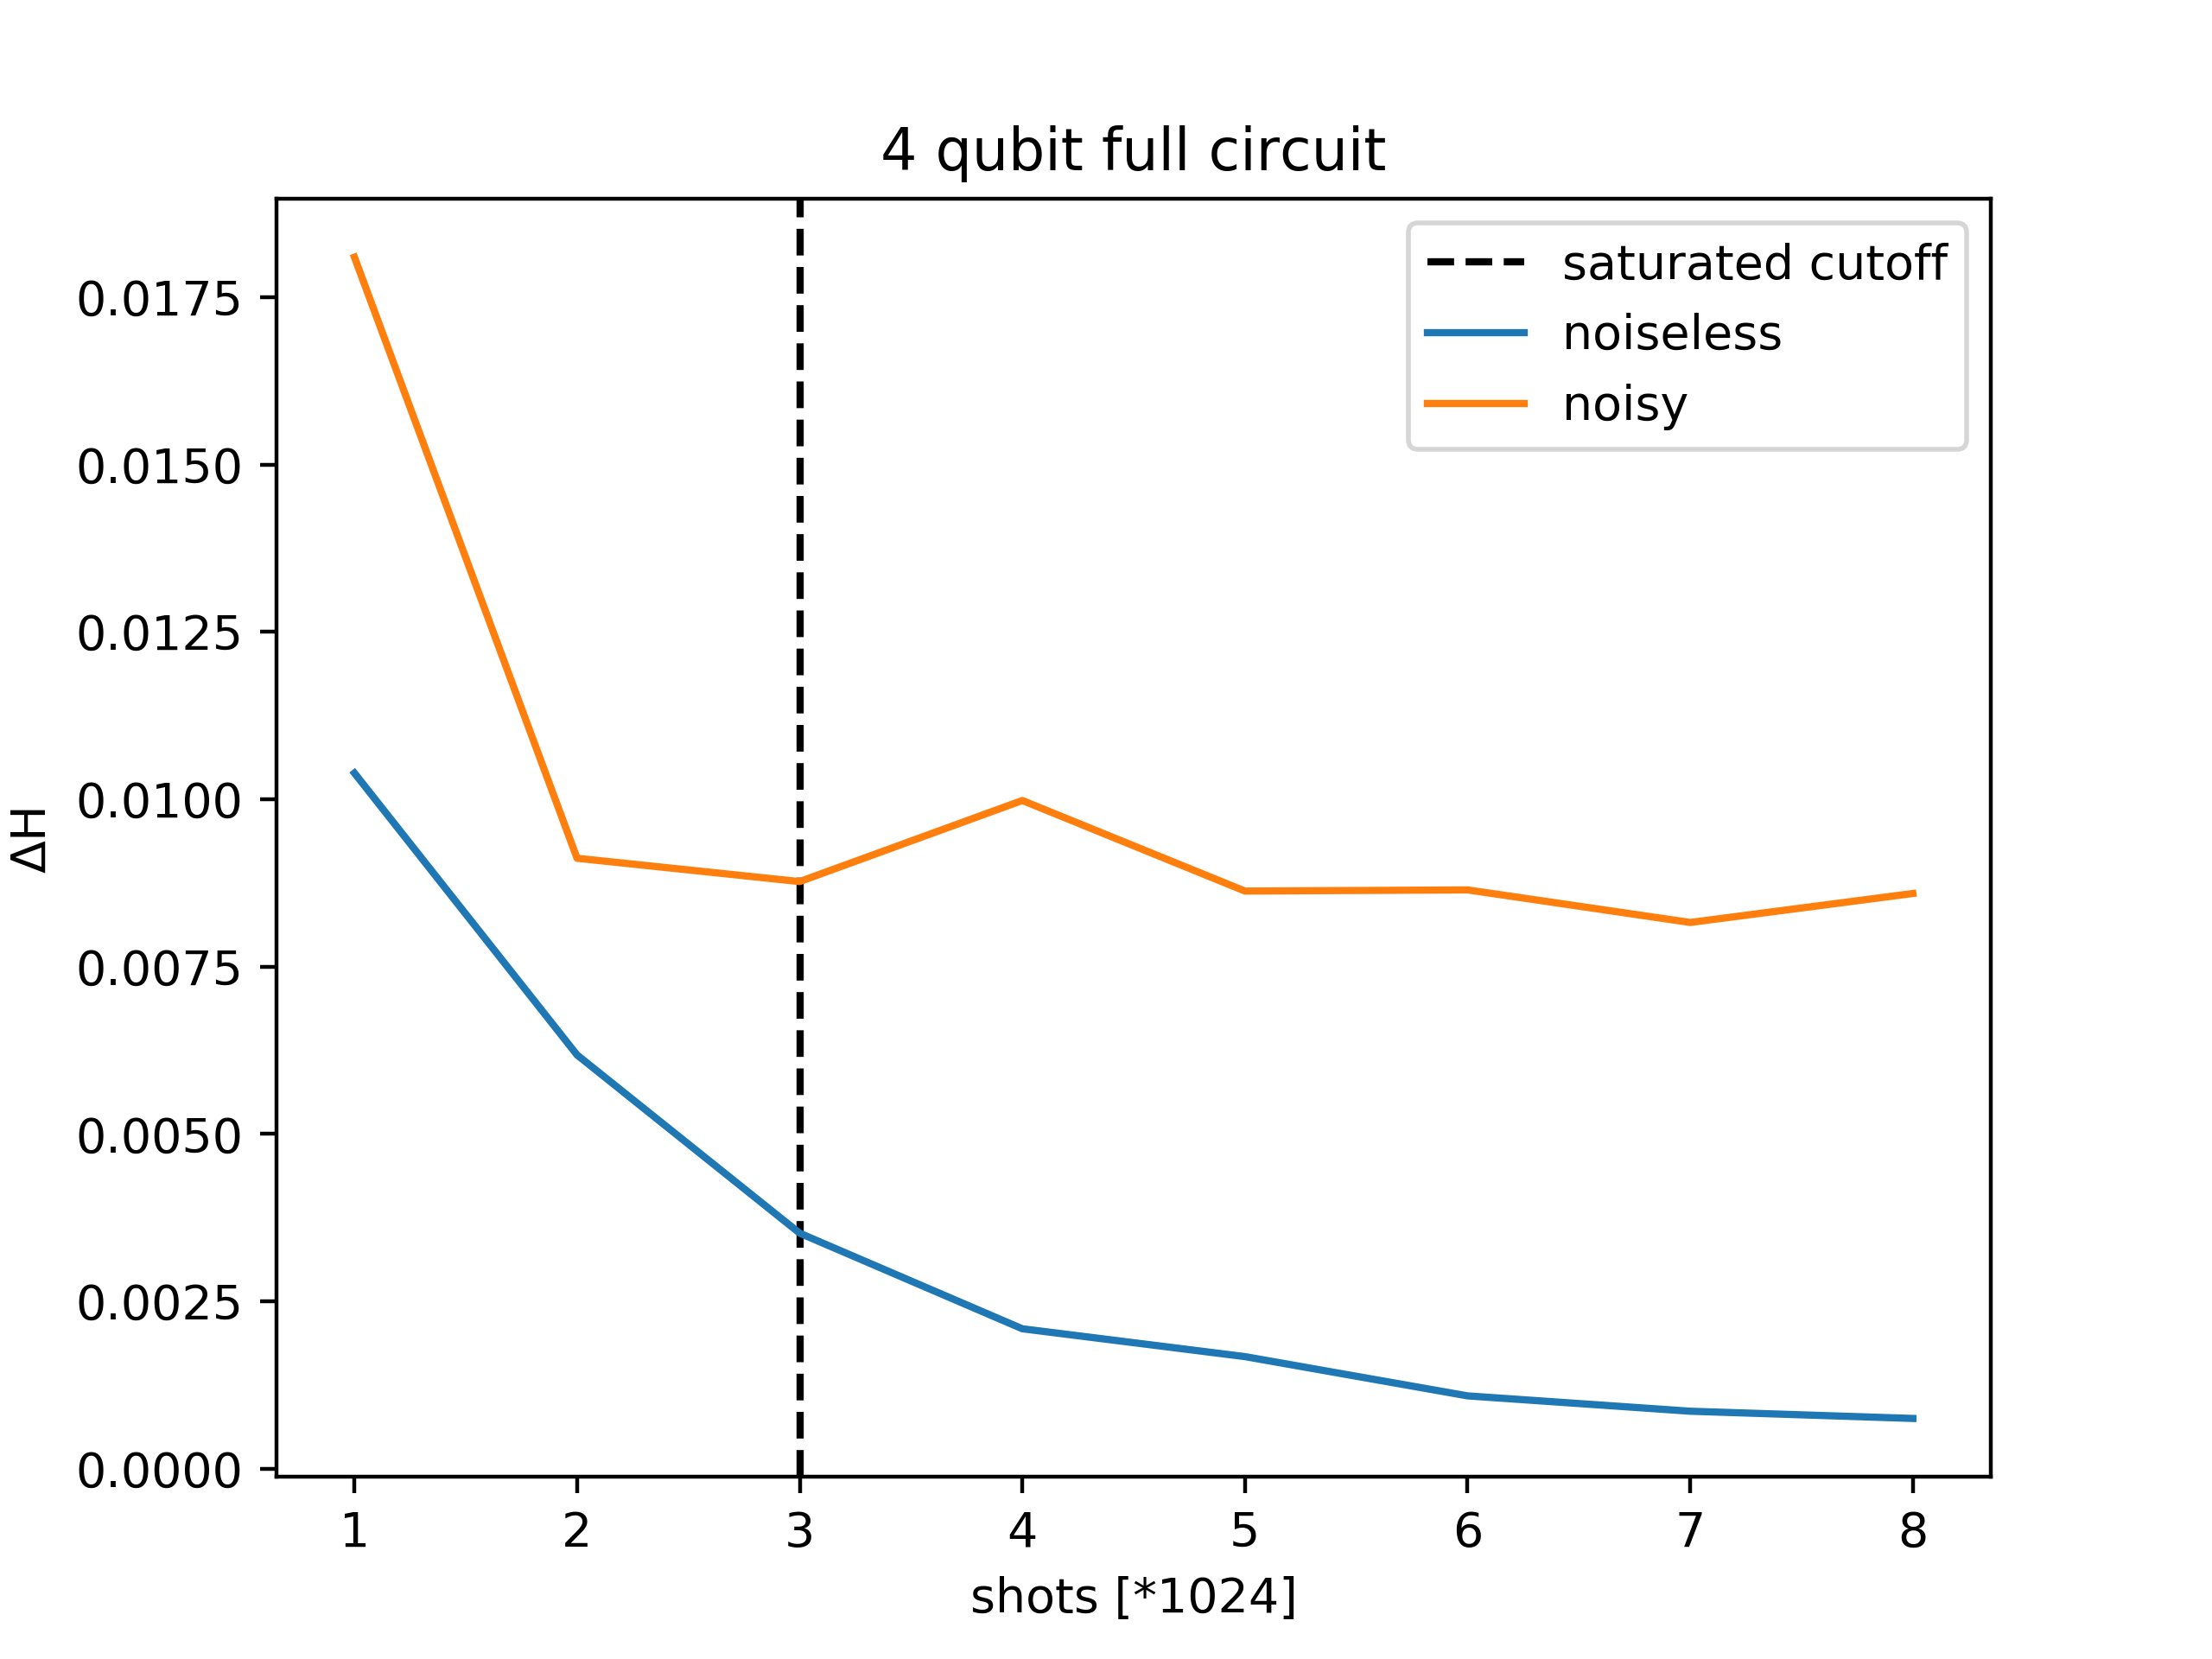 4 qubit full circuit
saturated cutoff
noiseless
noisy
ΔH
0.0175
0.0150
0.0125
0.0100
0.0075
0.0050
0.0025
0.0000
1 2 3 4 5 6 7 8
shots [*1024]